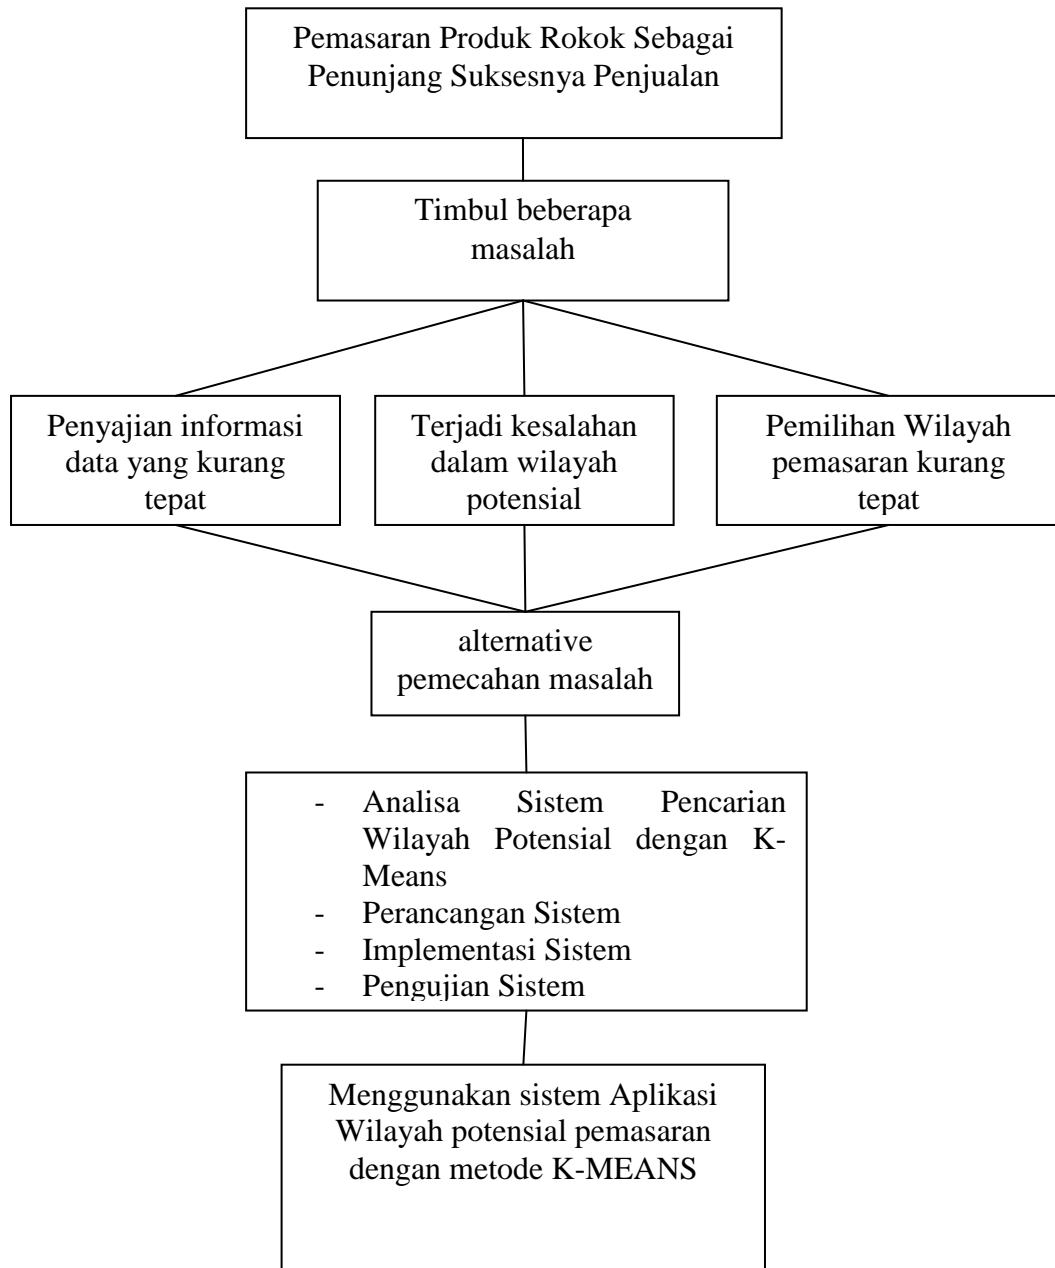 Pemasaran Produk Rokok Sebagai
Penunjang Suksesnya Penjualan
Timbul beberapa
masalah
Penyajian informasi
data yang kurang
tepat
Terjadi kesalahan
dalam wilayah
potensial
Pemilihan Wilayah
pemasaran kurang
tepat
alternative
pemecahan masalah
- Analisa Sistem Pencarian
Wilayah Potensial dengan K-
Means
- Perancangan Sistem
- Implementasi Sistem
- Pengujian Sistem
Menggunakan sistem Aplikasi
Wilayah potensial pemasaran
dengan metode K-MEANS